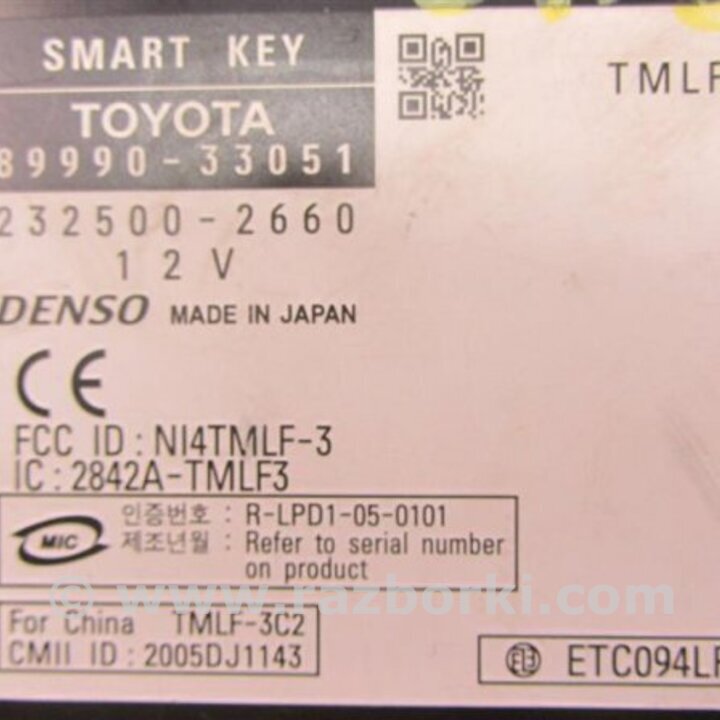 SMART KEY
TMLF
TOYOTA
89990-33051
232500-2660
12V
DENSO MADE IN JAPAN
CE
FCC ID : NI4TMLF-3
IC : 2842A-TMLF3
인증번호 : R-LPD1-05-0101
MIC
제조년월 : Refer to serial number
on product
© www.razborki.com
For China TMLF-3C2
CMII ID : 2005DJ1143
ETC094LF